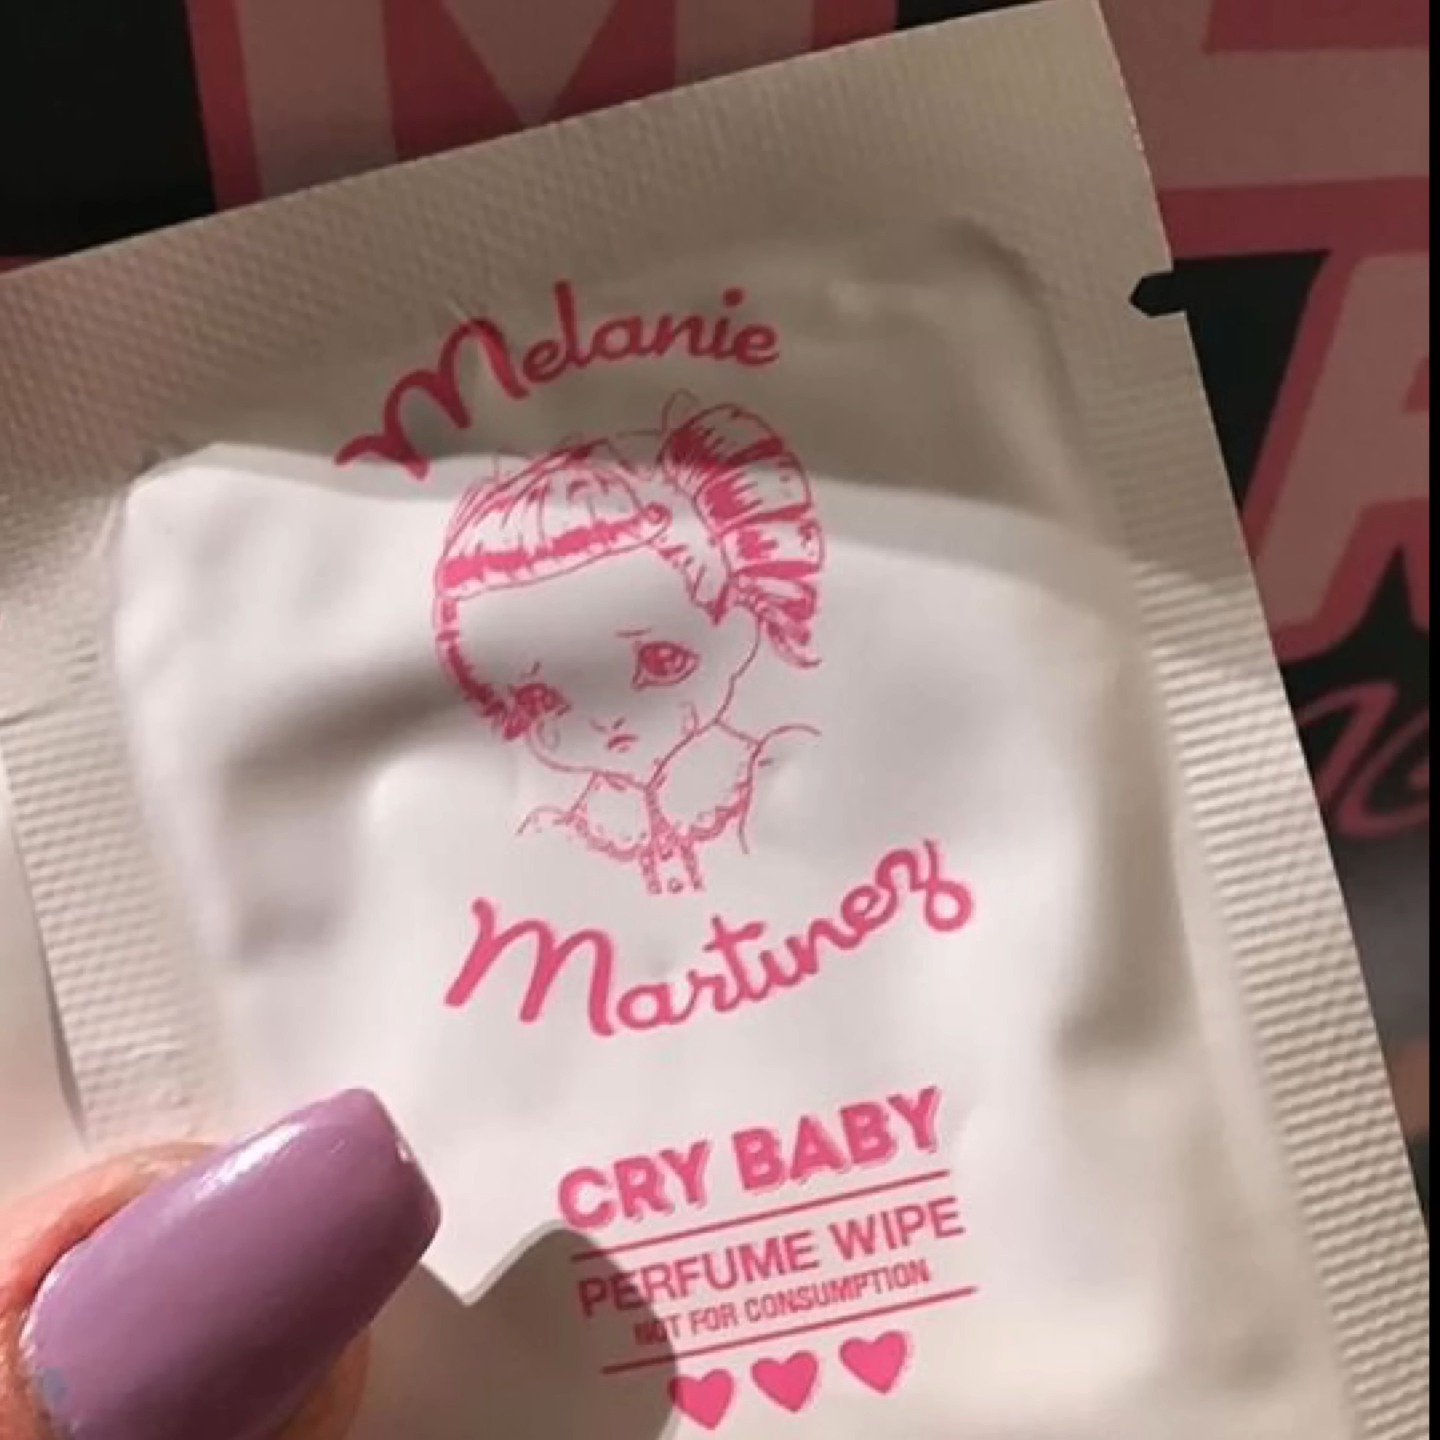 Melanie
Martinez
CRY BABY
PERFUME WIPE
NOT FOR CONSUMPTION